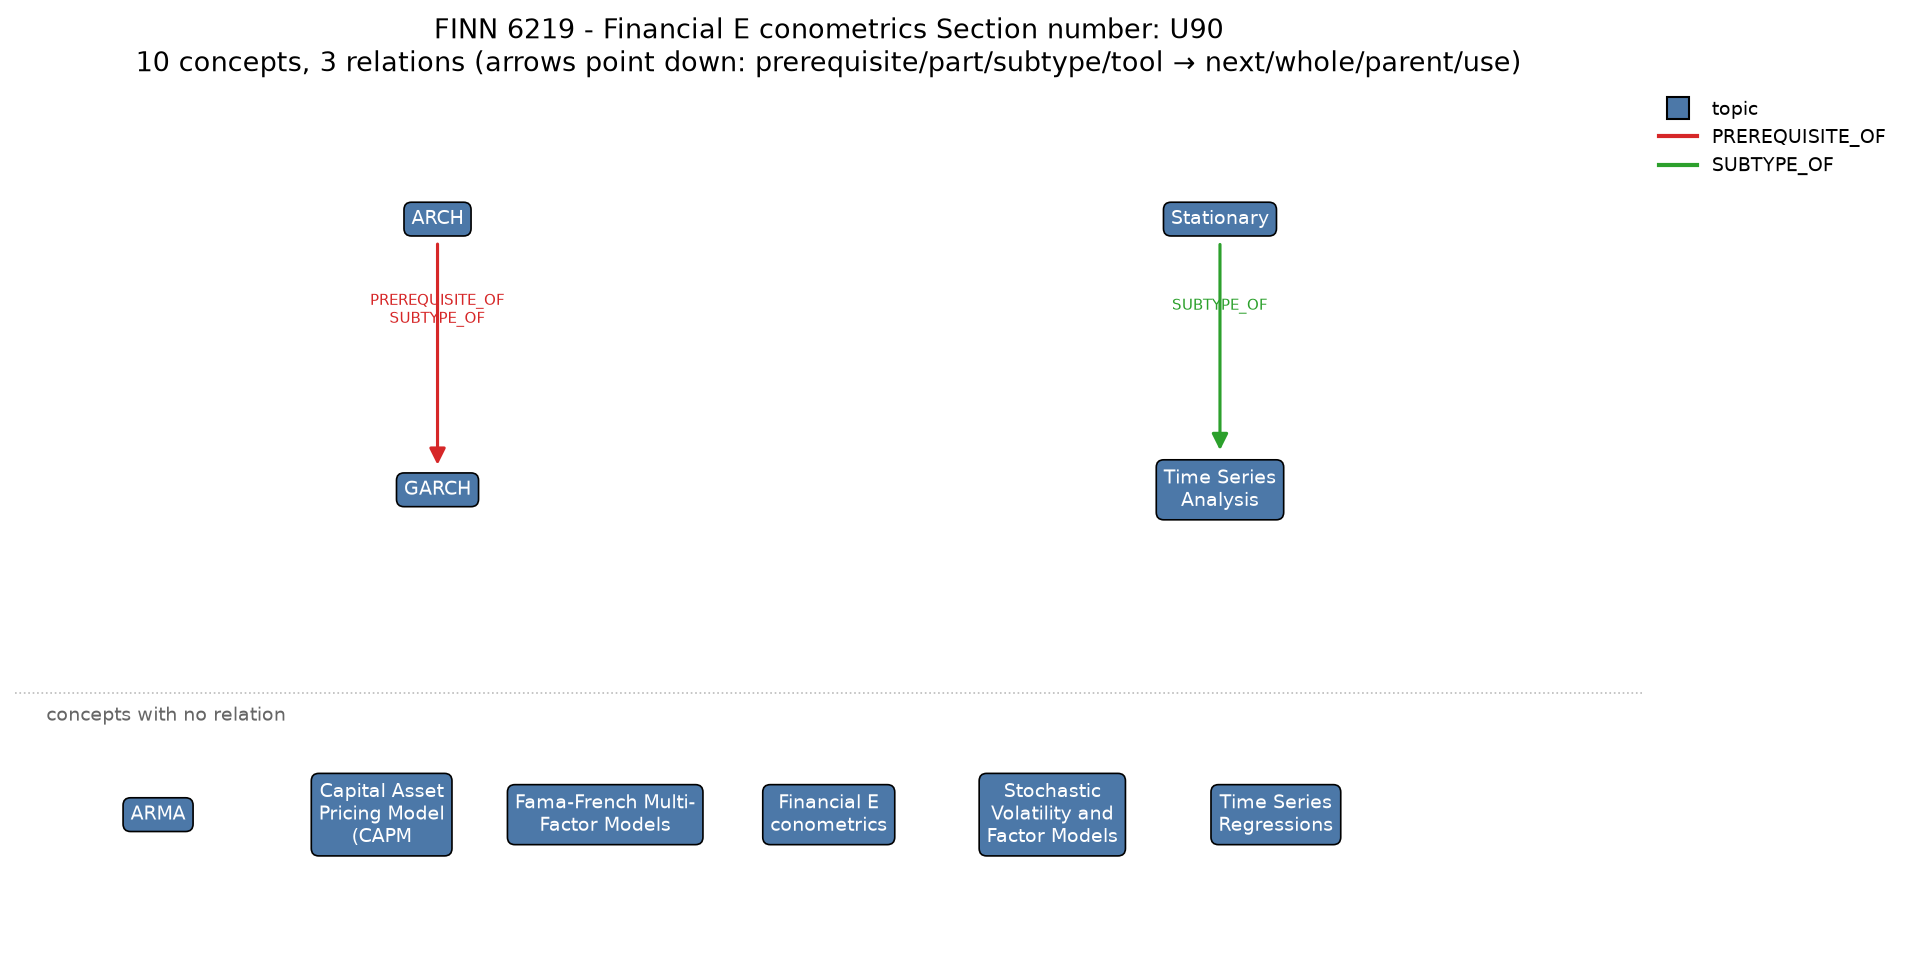 FINN 6219 - Financial E conometrics Section number: U90
10 concepts, 3 relations (arrows point down: prerequisite/part/subtype/tool → next/whole/parent/use)
topic
PREREQUISITE_OF
SUBTYPE_OF
ARCH
Stationary
PREREQUISITE_OF
SUBTYPE_OF
SUBTYPE_OF
GARCH
Time Series
Analysis
concepts with no relation
ARMA
Capital Asset
Pricing Model
(CAPM
Fama-French Multi-
Factor Models
Financial E
conometrics
Stochastic
Volatility and
Factor Models
Time Series
Regressions